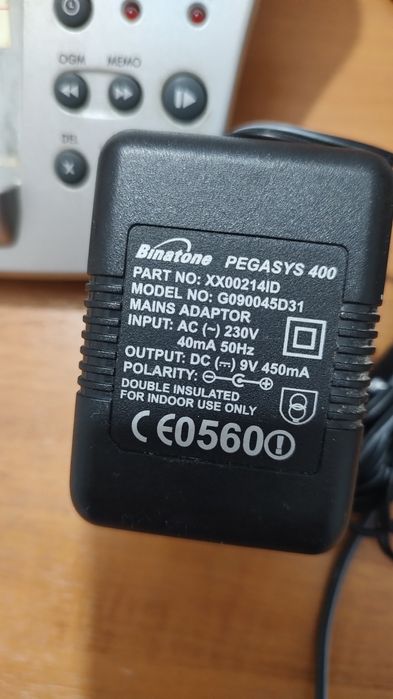 OGM MEMO
DEL
Binatone PEGASYS 400
PART NO: XX00214ID
MODEL NO: G090045D31
MAINS ADAPTOR
INPUT: AC (~) 230V
40mA 50Hz
OUTPUT: DC (⎓) 9V 450mA
POLARITY: ⊖ ⊕
DOUBLE INSULATED
FOR INDOOR USE ONLY
CE0560